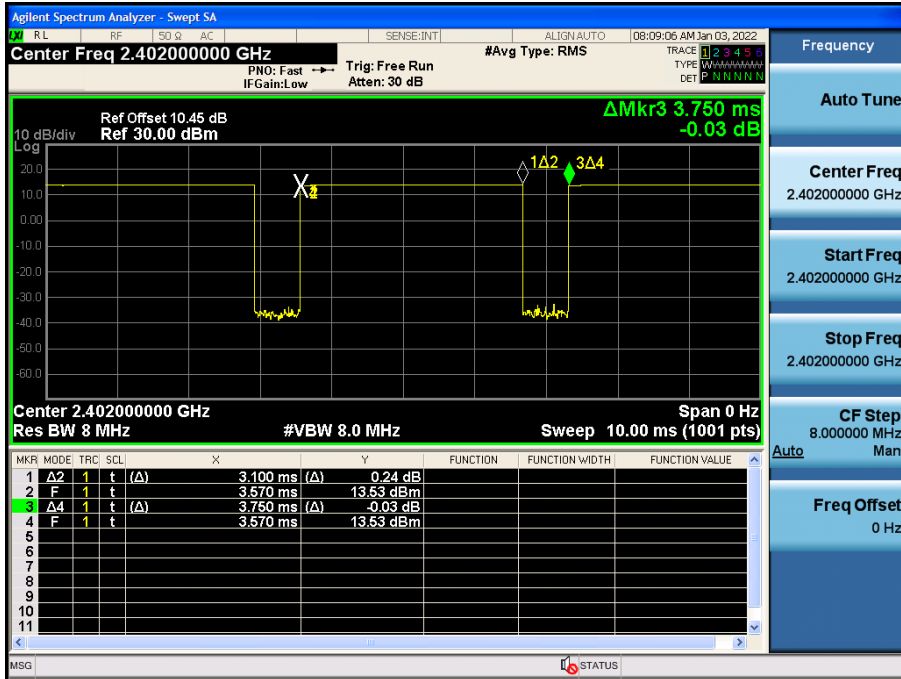 Agilent Spectrum Analyzer - Swept SA
LXI RL RF 50 Ω AC SENSE:INT ALIGN AUTO 08:09:06 AM Jan 03, 2022
Center Freq 2.402000000 GHz
#Avg Type: RMS
TRACE 1 2 3 4 5 6
TYPE WWWWWW
DET P N N N N N
PNO: Fast
IFGain:Low
Trig: Free Run
Atten: 30 dB
Frequency
Auto Tune
Center Freq
2.402000000 GHz
Start Freq
2.402000000 GHz
Stop Freq
2.402000000 GHz
CF Step
8.000000 MHz
Auto Man
Freq Offset
0 Hz
ΔMkr3 3.750 ms
-0.03 dB
Ref Offset 10.45 dB
10 dB/div Ref 30.00 dBm
Log
20.0
10.0
0.00
-10.0
-20.0
-30.0
-40.0
-50.0
-60.0
1Δ2 3Δ4
Center 2.402000000 GHz Span 0 Hz
Res BW 8 MHz #VBW 8.0 MHz Sweep 10.00 ms (1001 pts)
MKR MODE TRC SCL X Y FUNCTION FUNCTION WIDTH FUNCTION VALUE
1 Δ2 1 t (Δ) 3.100 ms (Δ) 0.24 dB
2 F 1 t 3.570 ms 13.53 dBm
3 Δ4 1 t (Δ) 3.750 ms (Δ) -0.03 dB
4 F 1 t 3.570 ms 13.53 dBm
5
6
7
8
9
10
11
MSG STATUS